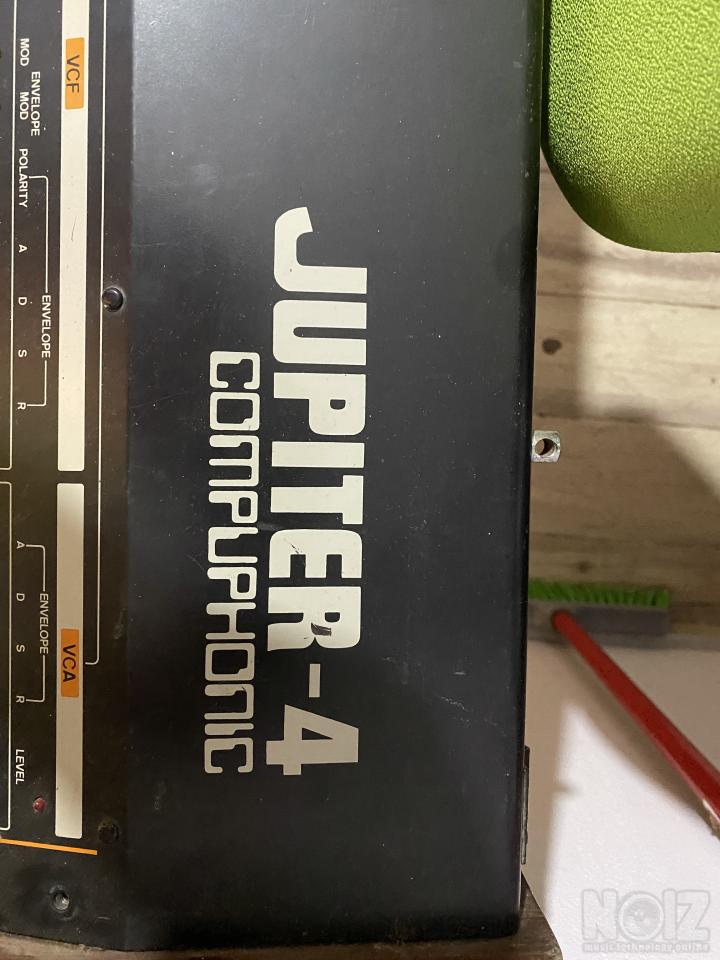 JUPITER-4
COMPUPHONIC
VCF
MOD
ENVELOPE
MOD
POLARITY
ENVELOPE
A D S R
VCA
ENVELOPE
A D S R
LEVEL
NOIZ
music.technology.online